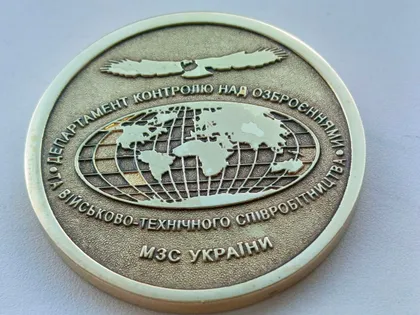 ДЕПАРТАМЕНТ КОНТРОЛЮ НАД ОЗБРОЄННЯМИ
ТА ВІЙСЬКОВО-ТЕХНІЧНОГО СПІВРОБІТНИЦТВА
МЗС УКРАЇНИ